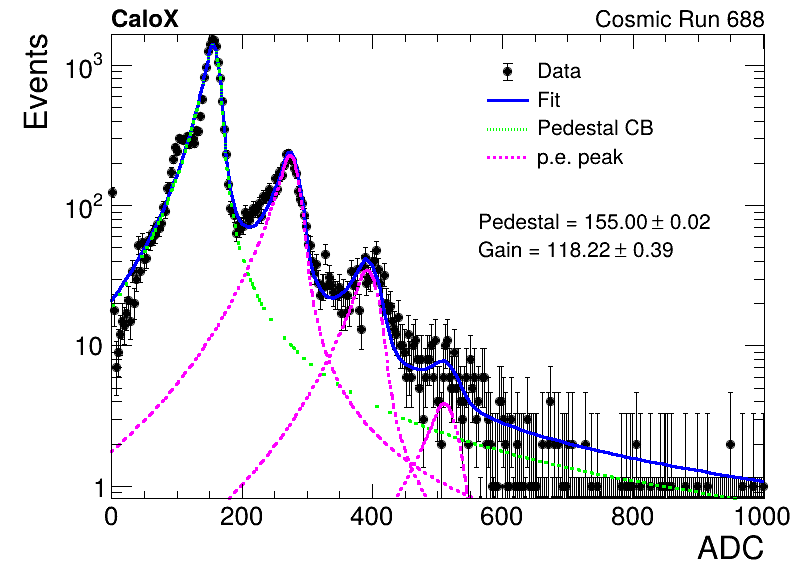 CaloX Cosmic Run 688
Events
10³
10²
10
1
Data
Fit
Pedestal CB
p.e. peak
Pedestal = 155.00 ± 0.02
Gain = 118.22 ± 0.39
0 200 400 600 800 1000
ADC